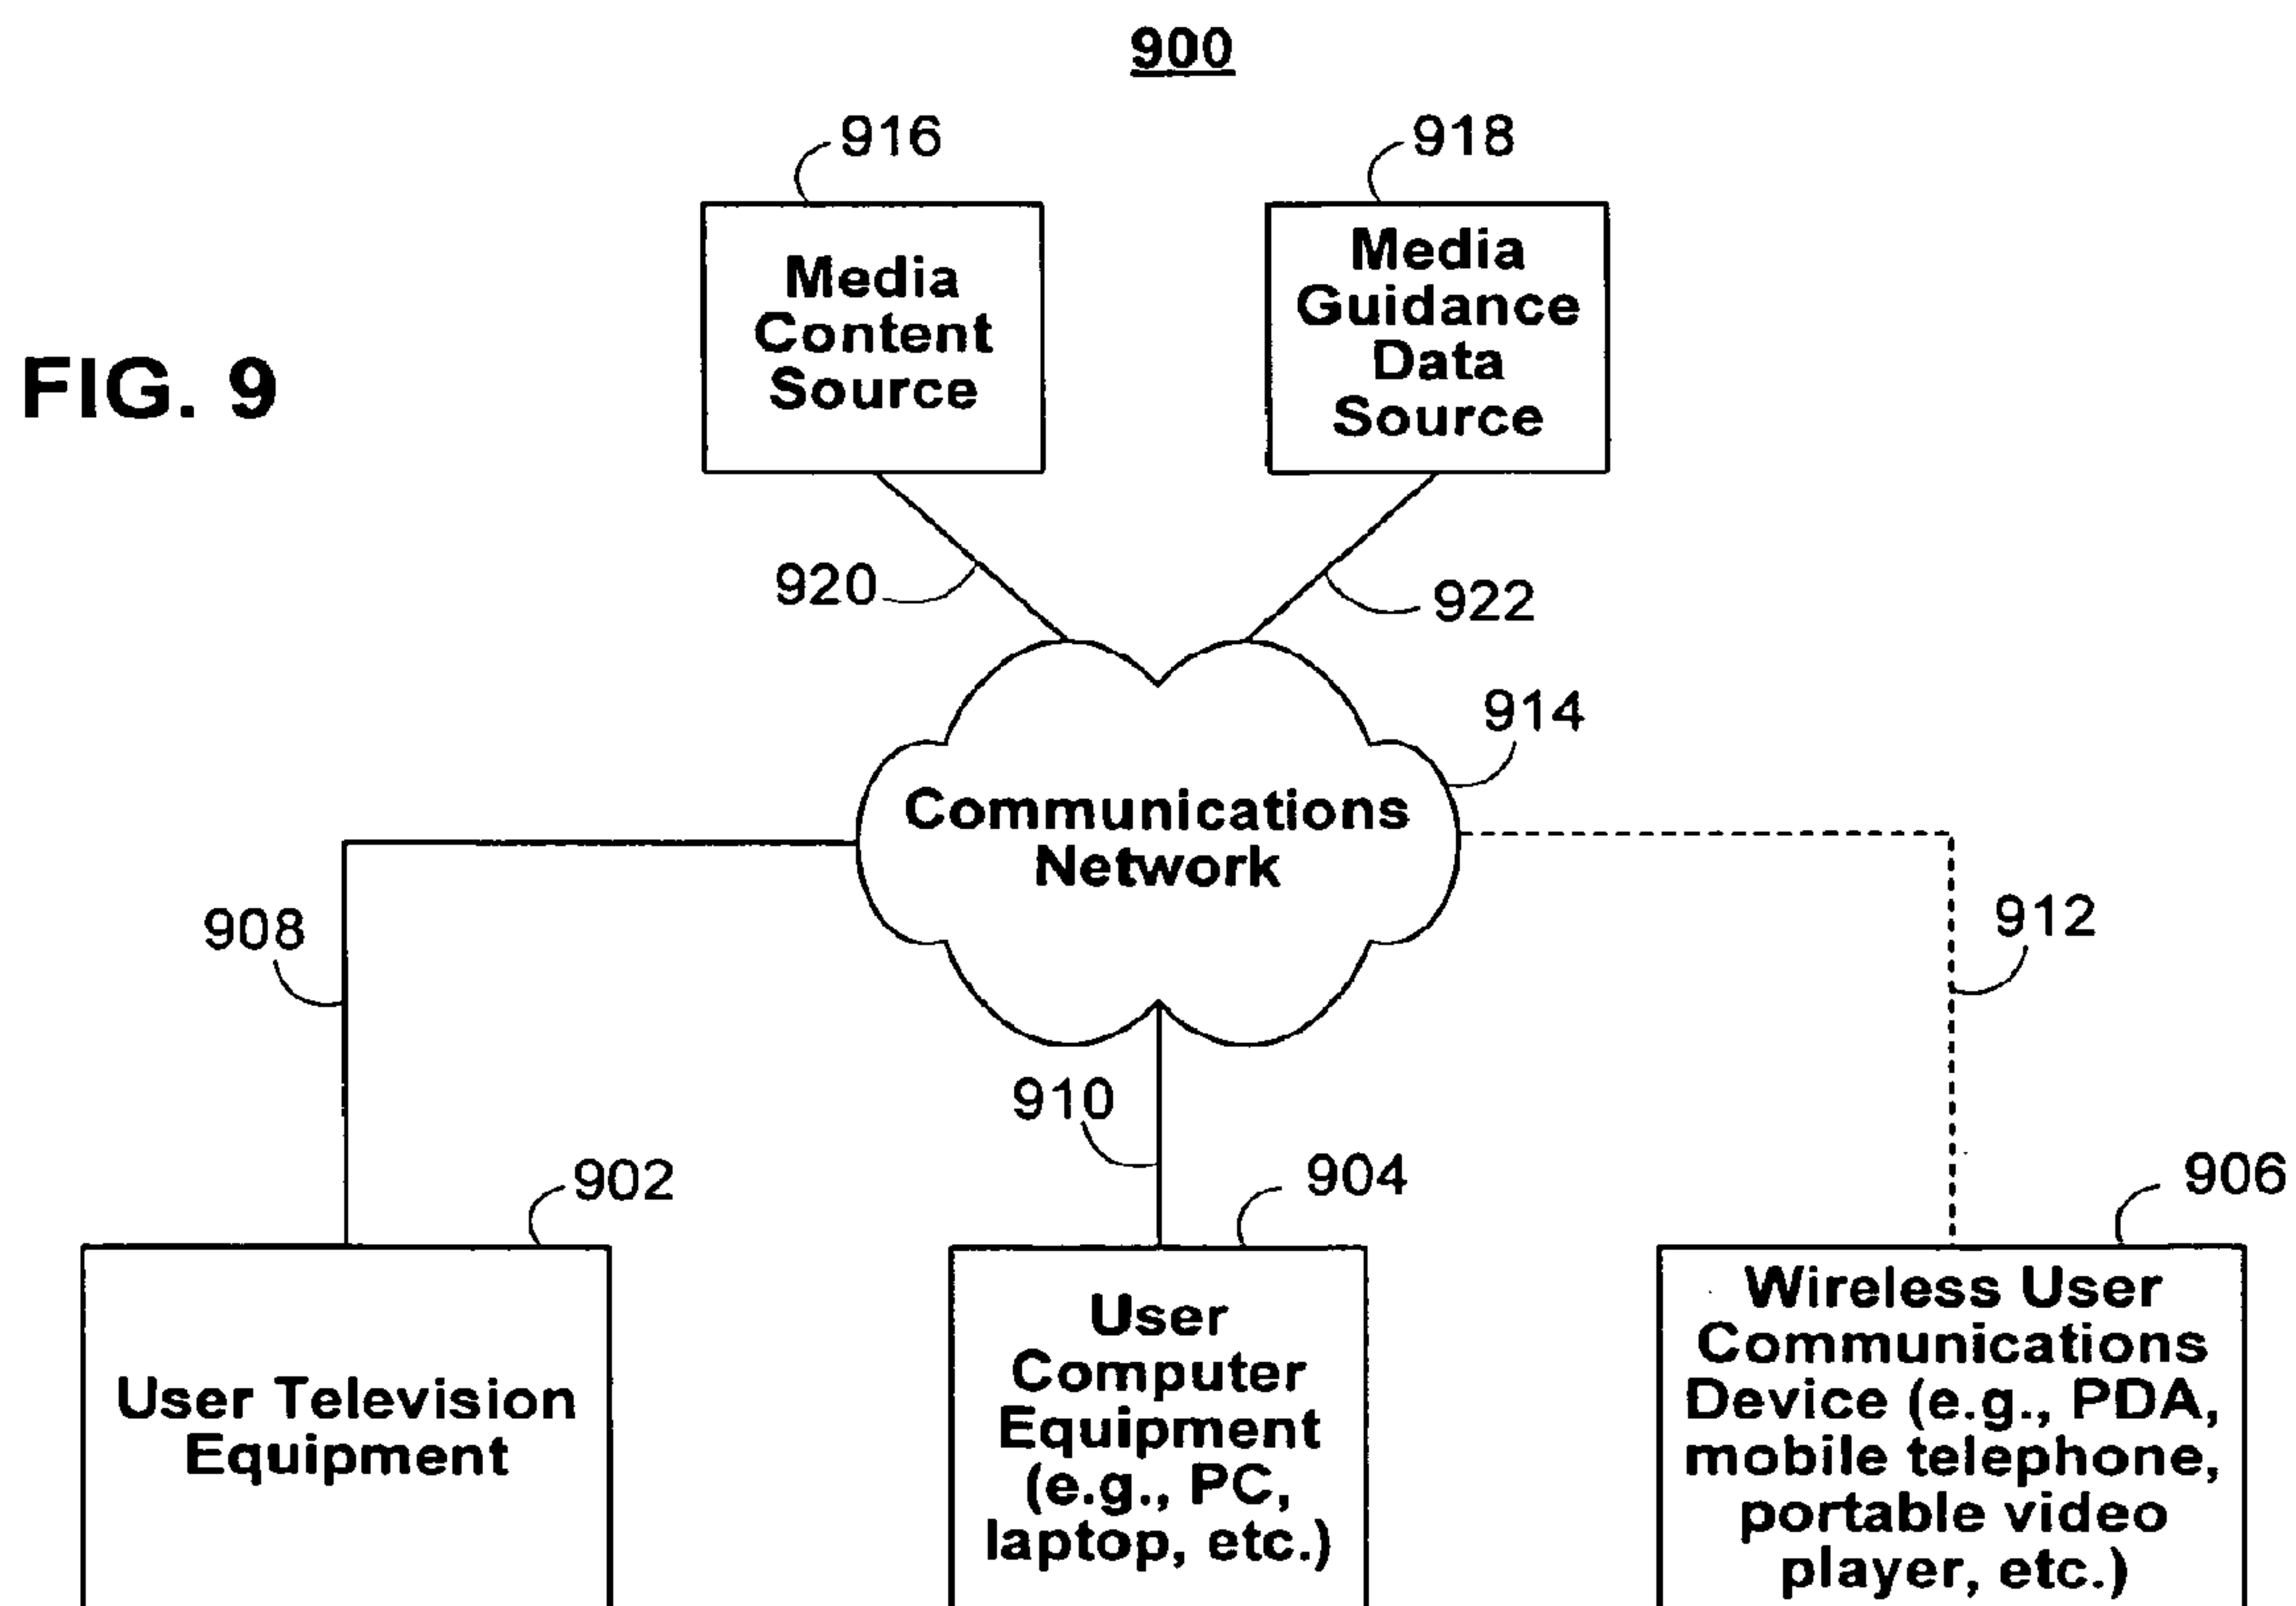 900
916
918
Media
Content
Source
Media
Guidance
Data
Source
FIG. 9
920
922
914
Communications
Network
908
912
910
902
904
906
User Television
Equipment
User
Computer
Equipment
(e.g., PC,
laptop, etc.)
Wireless User
Communications
Device (e.g., PDA,
mobile telephone,
portable video
player, etc.)